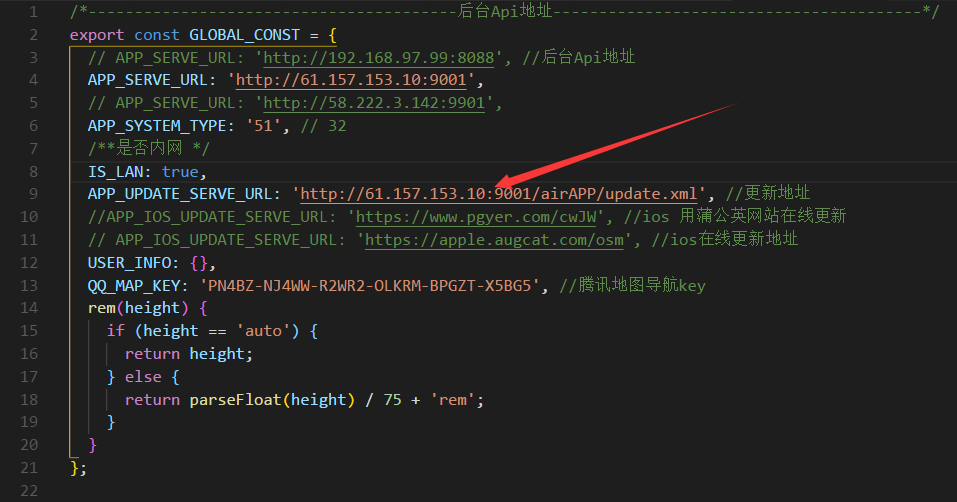 1 /*----------------------------------------后台Api地址----------------------------------------*/
2 export const GLOBAL_CONST = {
3 // APP_SERVE_URL: 'http://192.168.97.99:8088', //后台Api地址
4 APP_SERVE_URL: 'http://61.157.153.10:9001',
5 // APP_SERVE_URL: 'http://58.222.3.142:9901',
6 APP_SYSTEM_TYPE: '51', // 32
7 /**是否内网 */
8 IS_LAN: true,
9 APP_UPDATE_SERVE_URL: 'http://61.157.153.10:9001/airAPP/update.xml', //更新地址
10 //APP_IOS_UPDATE_SERVE_URL: 'https://www.pgyer.com/cwJW', //ios 用蒲公英网站在线更新
11 // APP_IOS_UPDATE_SERVE_URL: 'https://apple.augcat.com/osm', //ios在线更新地址
12 USER_INFO: {},
13 QQ_MAP_KEY: 'PN4BZ-NJ4WW-R2WR2-OLKRM-BPGZT-X5BG5', //腾讯地图导航key
14 rem(height) {
15 if (height == 'auto') {
16 return height;
17 } else {
18 return parseFloat(height) / 75 + 'rem';
19 }
20 }
21 };
22